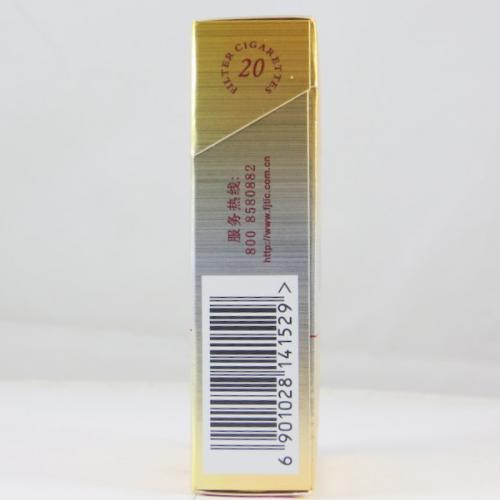 FILTER CIGARETTES
20
服务热线:
800 8580882
http://www.fjtic.com.cn
6 901028 141529 >